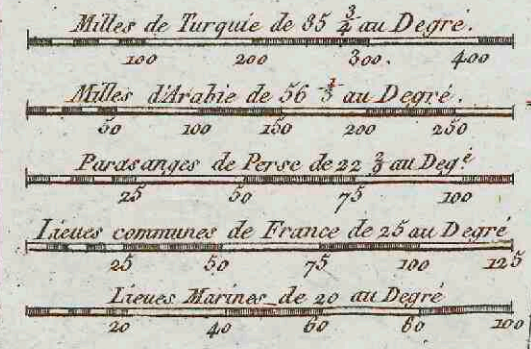 Milles de Turquie de 85 3/4 au Degré.
100 200 300. 400
Milles d'Arabie de 56 1/3 au Degré.
50 100 150 200 250
Parasanges de Perse de 22 2/9 au Degé
25 50 75 100
Lieues communes de France de 25 au Degré
25 50 75 100 125
Lieues Marines de 20 au Degré
20 40 60 80 100